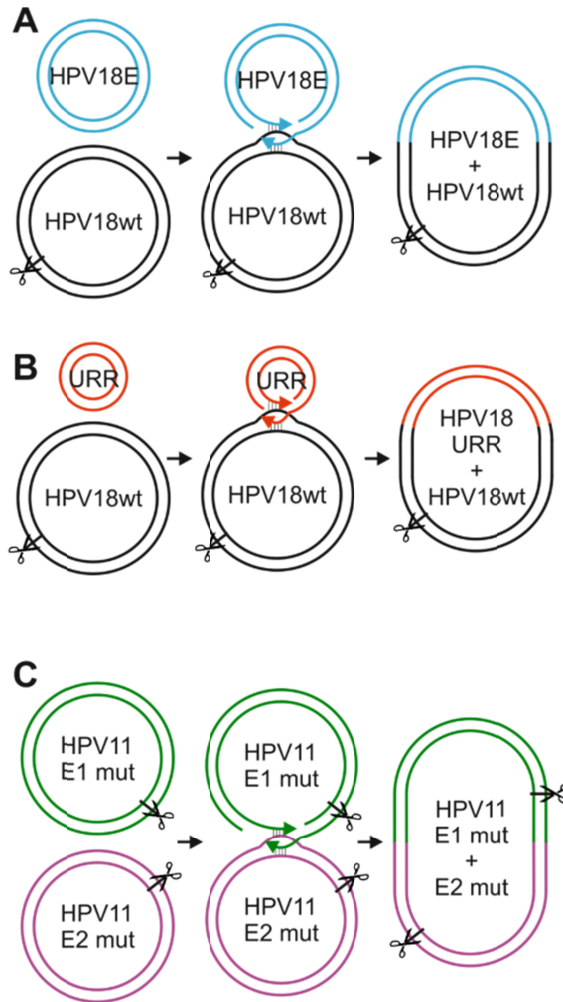 A
HPV18E
HPV18wt
HPV18E
HPV18wt
HPV18E
+
HPV18wt
B
URR
HPV18wt
URR
HPV18wt
HPV18
URR
+
HPV18wt
C
HPV11
E1 mut
HPV11
E2 mut
HPV11
E1 mut
HPV11
E2 mut
HPV11
E1 mut
+
E2 mut